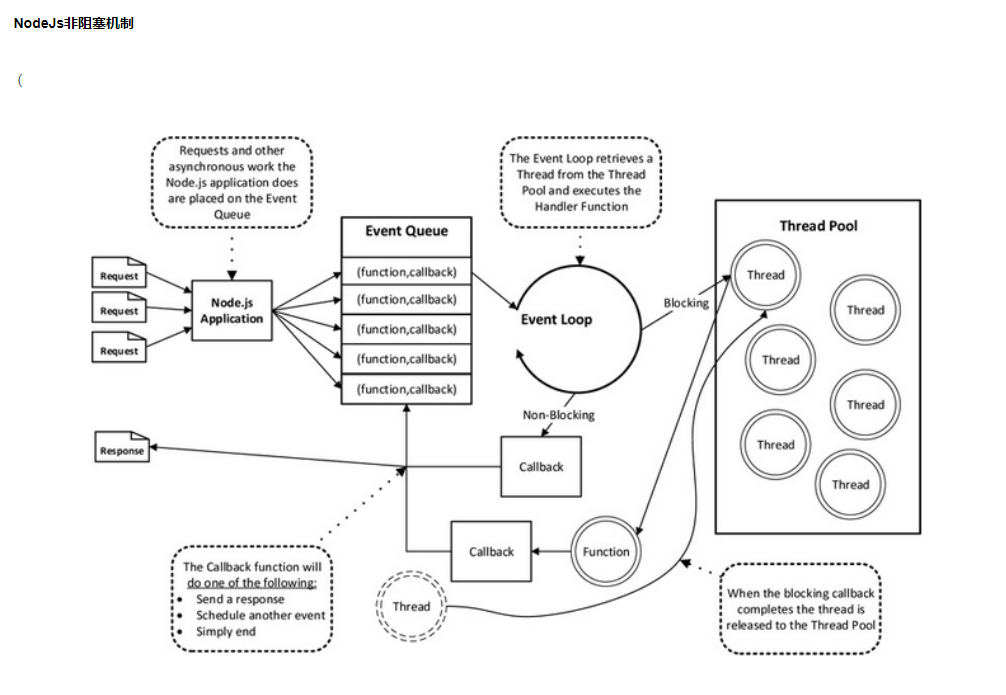 NodeJs非阻塞机制
(
Requests and other
asynchronous work the
Node.js application does
are placed on the Event
Queue
The Event Loop retrieves a
Thread from the Thread
Pool and executes the
Handler Function
Event Queue
(function,callback)
(function,callback)
(function,callback)
(function,callback)
(function,callback)
Request
Request
Request
Node.js
Application
Event Loop
Blocking
Non-Blocking
Thread Pool
Thread
Thread
Thread
Thread
Thread
Thread
Response
Callback
Callback
Function
Thread
The Callback function will
do one of the following:
• Send a response
• Schedule another event
• Simply end
When the blocking callback
completes the thread is
released to the Thread Pool